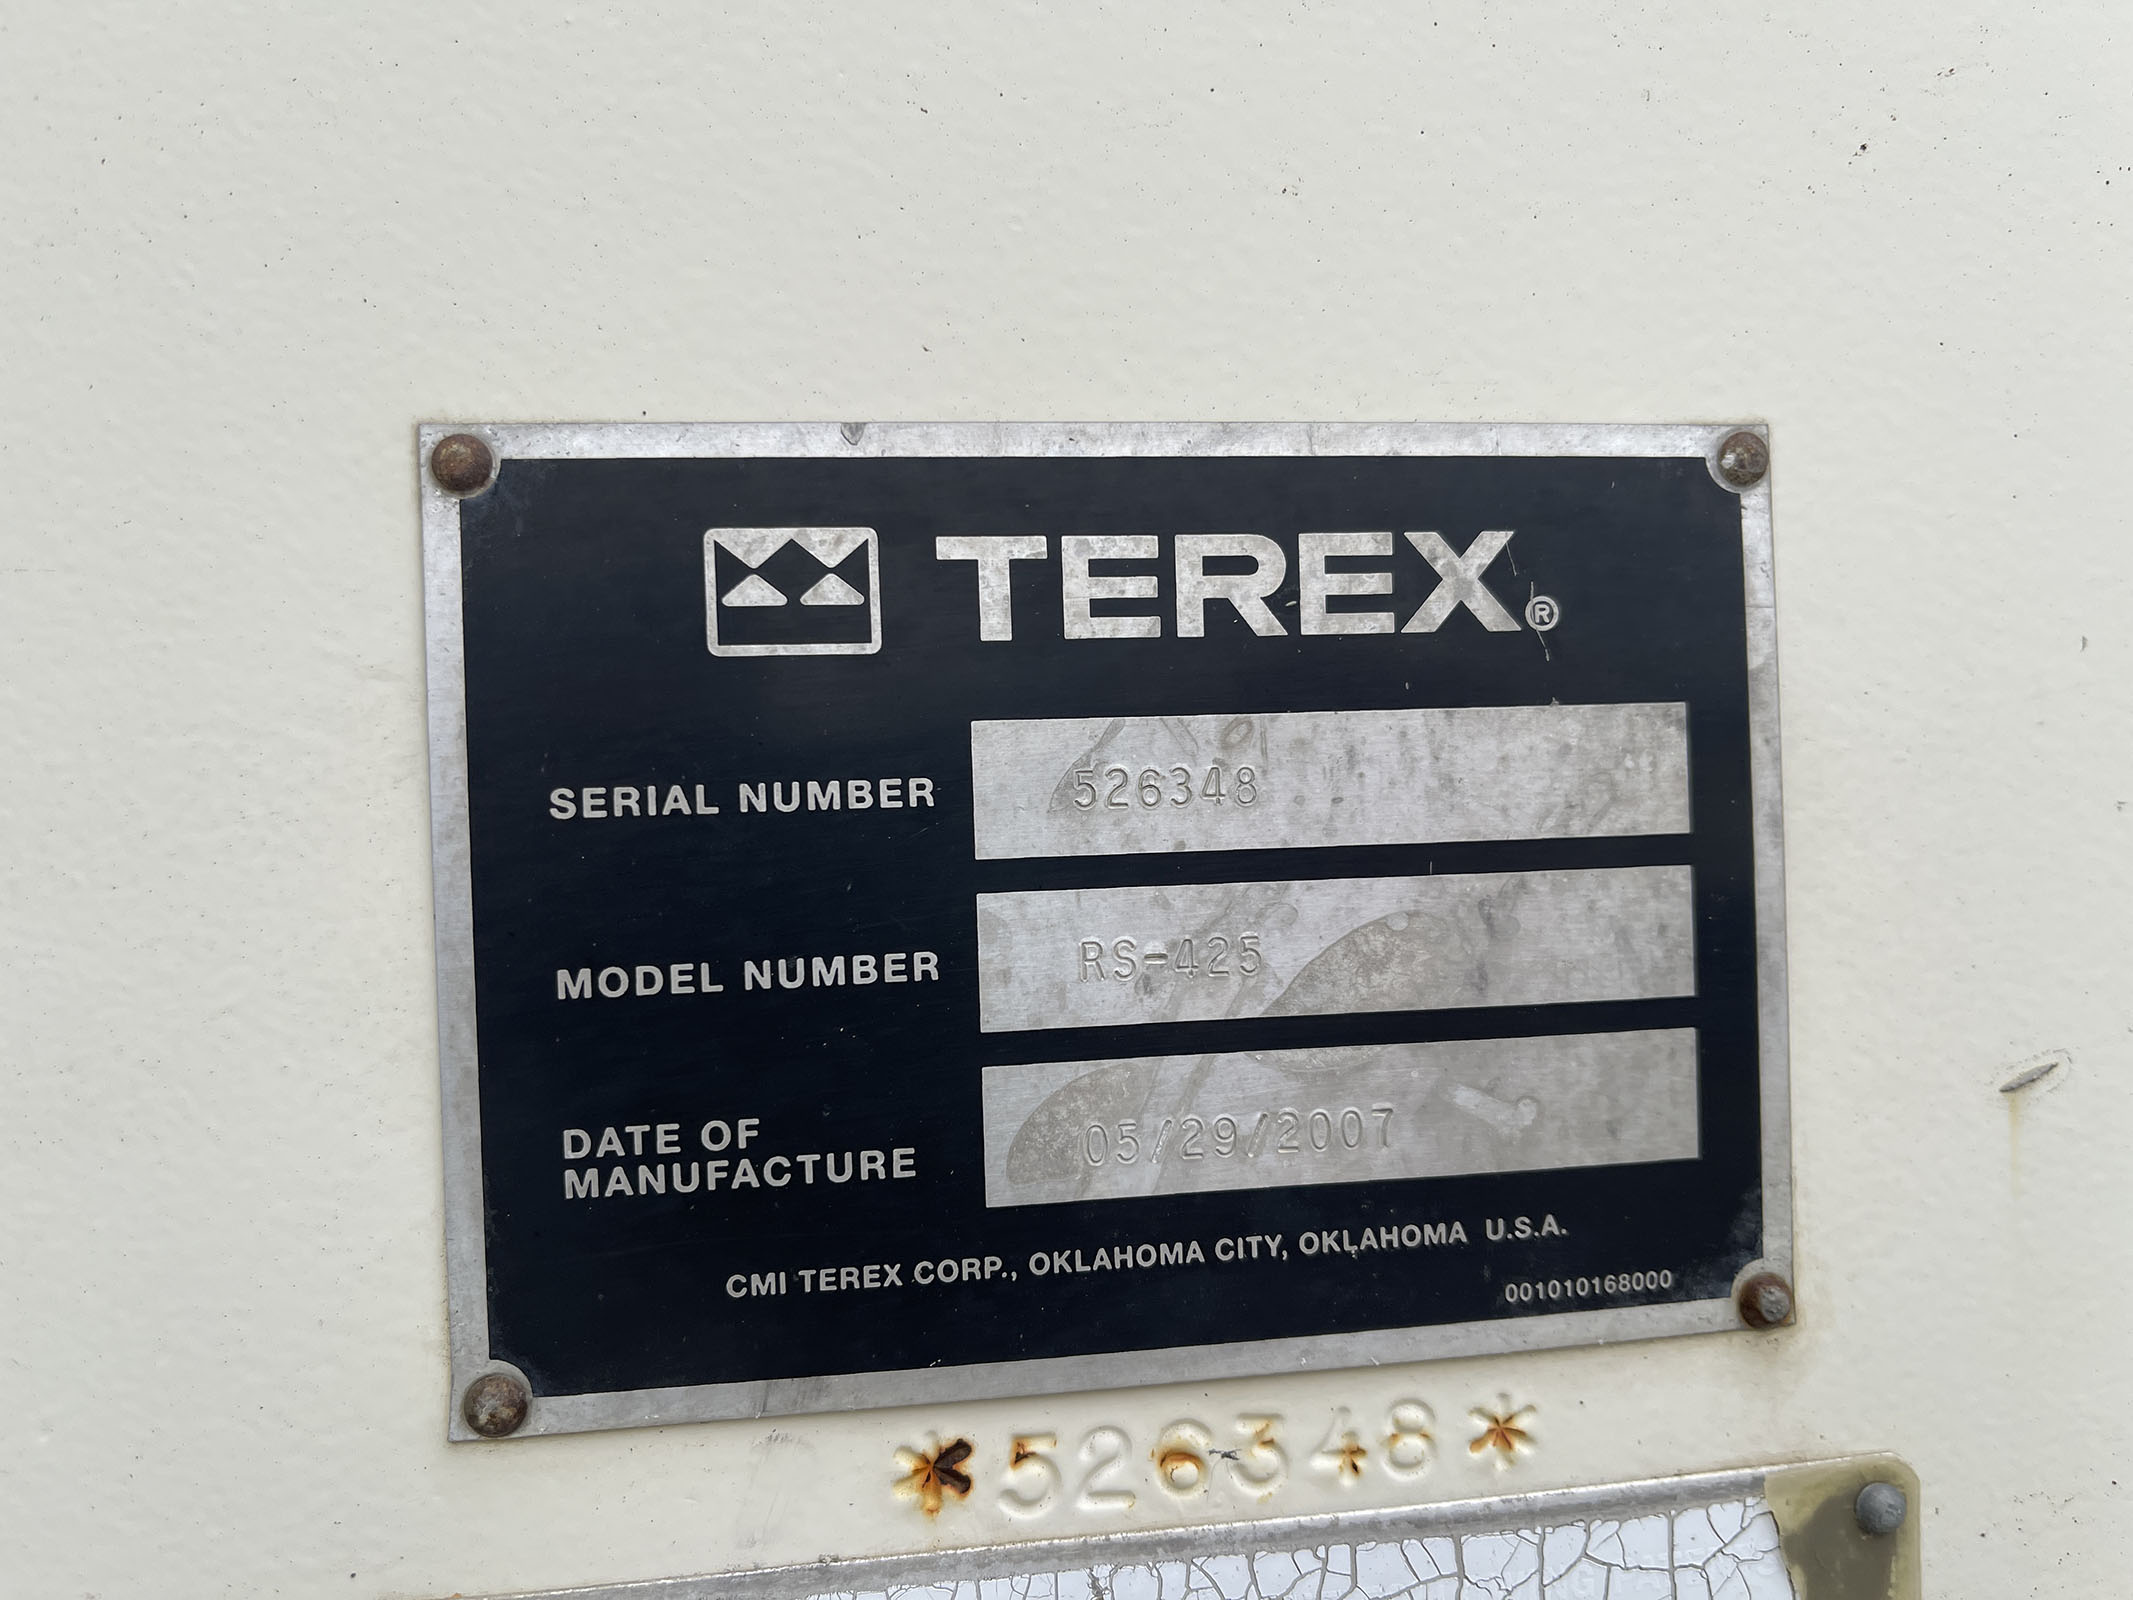 TEREX®
SERIAL NUMBER 526348
MODEL NUMBER RS-425
DATE OF
MANUFACTURE 05/29/2007
CMI TEREX CORP., OKLAHOMA CITY, OKLAHOMA U.S.A.
001010168000
*526348*